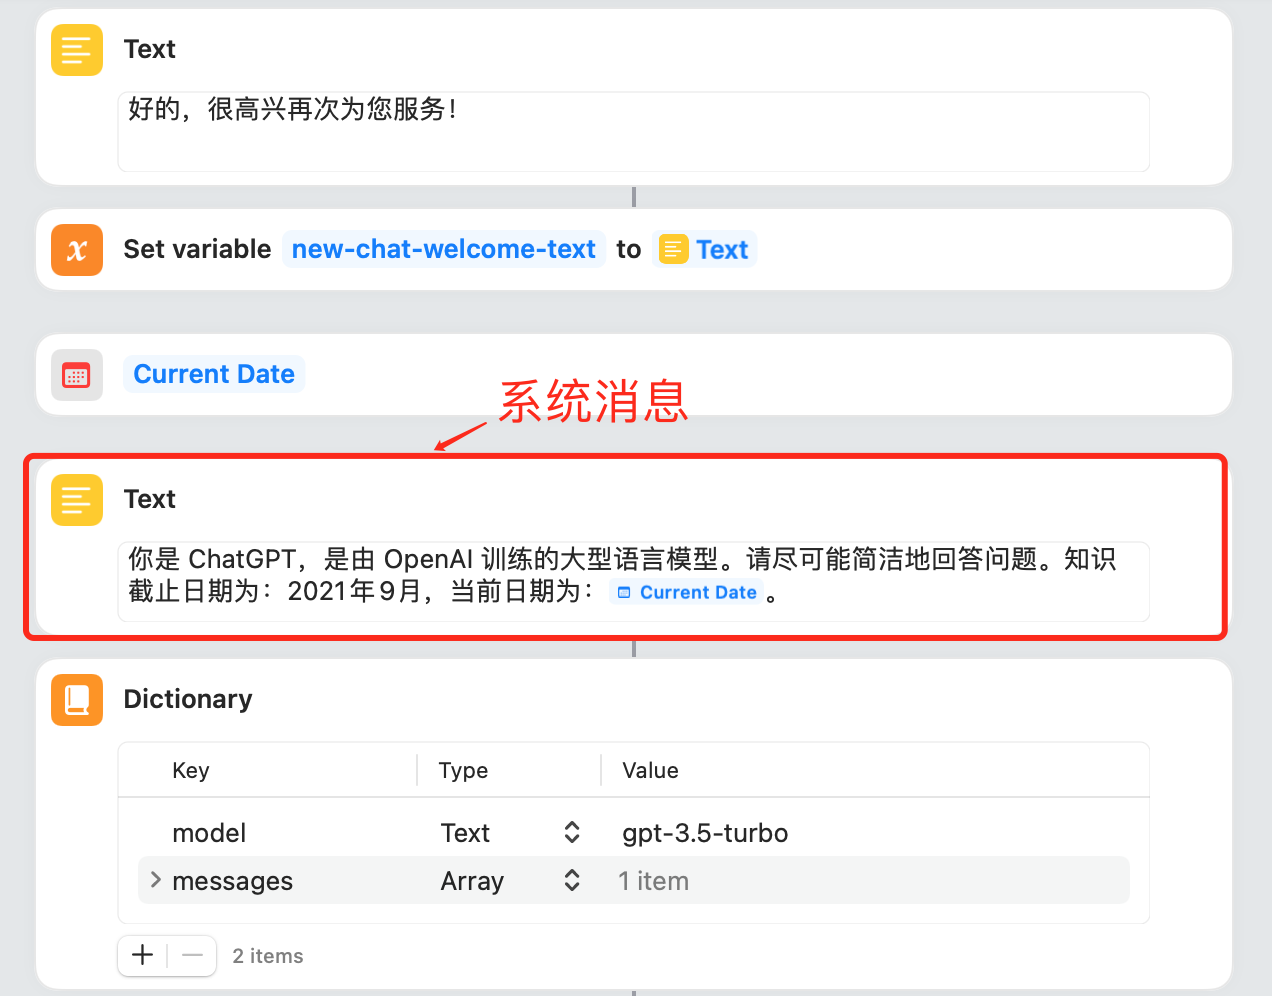 Text
好的，很高兴再次为您服务！
Set variable new-chat-welcome-text to Text
Current Date
系统消息
Text
你是 ChatGPT，是由 OpenAI 训练的大型语言模型。请尽可能简洁地回答问题。知识
截止日期为：2021年9月，当前日期为： Current Date 。
Dictionary
Key Type Value
model Text gpt-3.5-turbo
messages Array 1 item
2 items